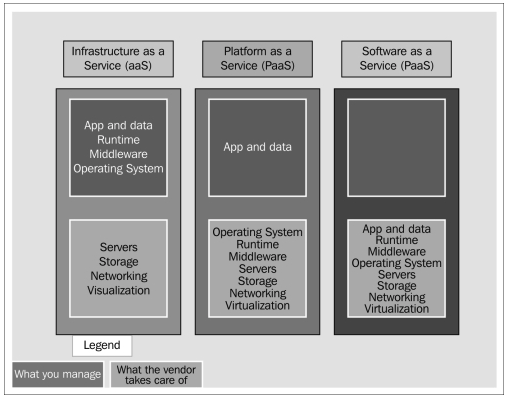 Infrastructure as a
Service (aaS)
Platform as a
Service (PaaS)
Software as a
Service (PaaS)
App and data
Runtime
Middleware
Operating System
App and data
Servers
Storage
Networking
Visualization
Operating System
Runtime
Middleware
Servers
Storage
Networking
Virtualization
App and data
Runtime
Middleware
Operating System
Servers
Storage
Networking
Virtualization
Legend
What you manage
What the vendor
takes care of